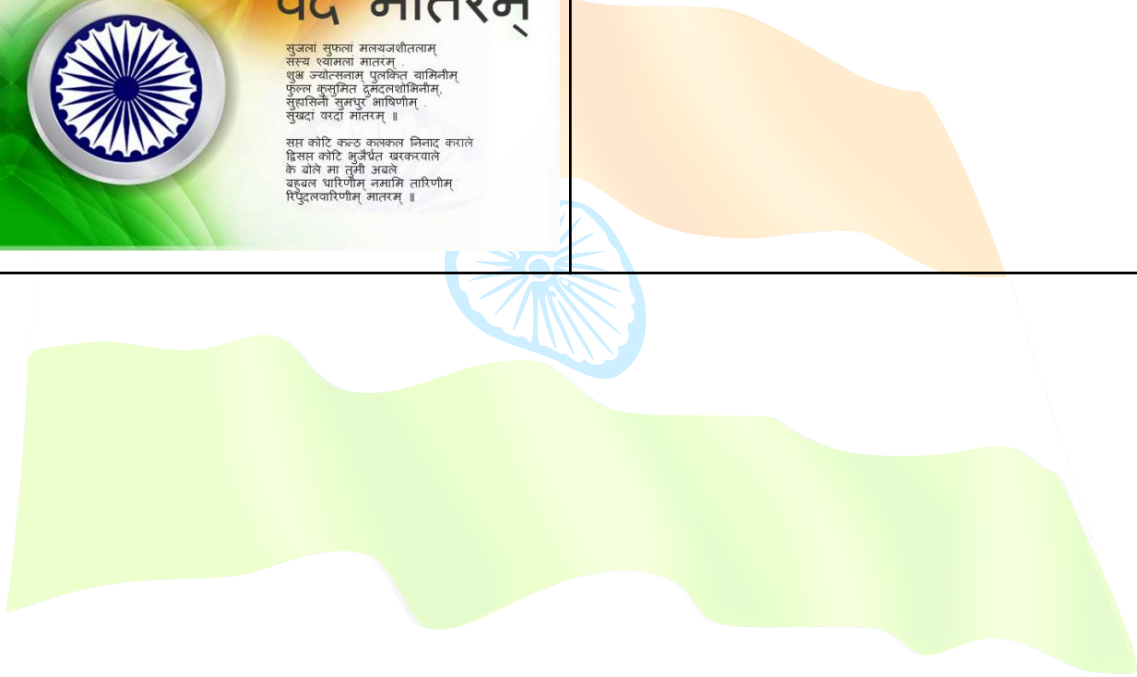 वंदे मातरम्
सुजलां सुफलां मलयजशीतलाम्
सस्य श्यामलां मातरम् .
शुभ्र ज्योत्सनाम् पुलकित यामिनीम्
फुल्ल कुसुमित द्रुमदलशोभिनीम्,
सुहासिनीं सुमधुर भाषिणीम् .
सुखदां वरदां मातरम् ॥
सप्त कोटि कन्ठ कलकल निनाद कराले
द्विसप्त कोटि भुजैर्ध्रत खरकरवाले
के बोले मा तुमी अबले
बहुबल धारिणीम् नमामि तारिणीम्
रिपुदलवारिणीम् मातरम् ॥